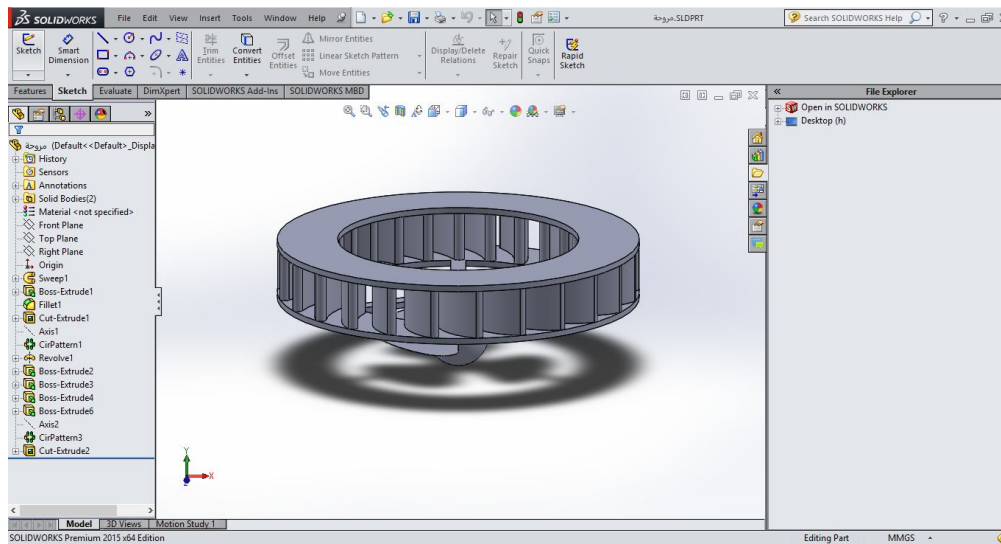 SOLIDWORKS File Edit View Insert Tools Window Help مروحة.SLDPRT Search SOLIDWORKS Help
Sketch
Smart Dimension
Trim Entities
Convert Entities
Offset Entities
Mirror Entities
Linear Sketch Pattern
Move Entities
Display/Delete Relations
Repair Sketch
Quick Snaps
Rapid Sketch
Features Sketch Evaluate DimXpert SOLIDWORKS Add-Ins SOLIDWORKS MBD
مروحة (Default<<Default>_Displa
History
Sensors
Annotations
Solid Bodies(2)
Material <not specified>
Front Plane
Top Plane
Right Plane
Origin
Sweep1
Boss-Extrude1
Fillet1
Cut-Extrude1
Axis1
CirPattern1
Revolve1
Boss-Extrude2
Boss-Extrude3
Boss-Extrude4
Boss-Extrude6
Axis2
CirPattern3
Cut-Extrude2
Y
X
Z
File Explorer
Open in SOLIDWORKS
Desktop (h)
Model 3D Views Motion Study 1
SOLIDWORKS Premium 2015 x64 Edition Editing Part MMGS